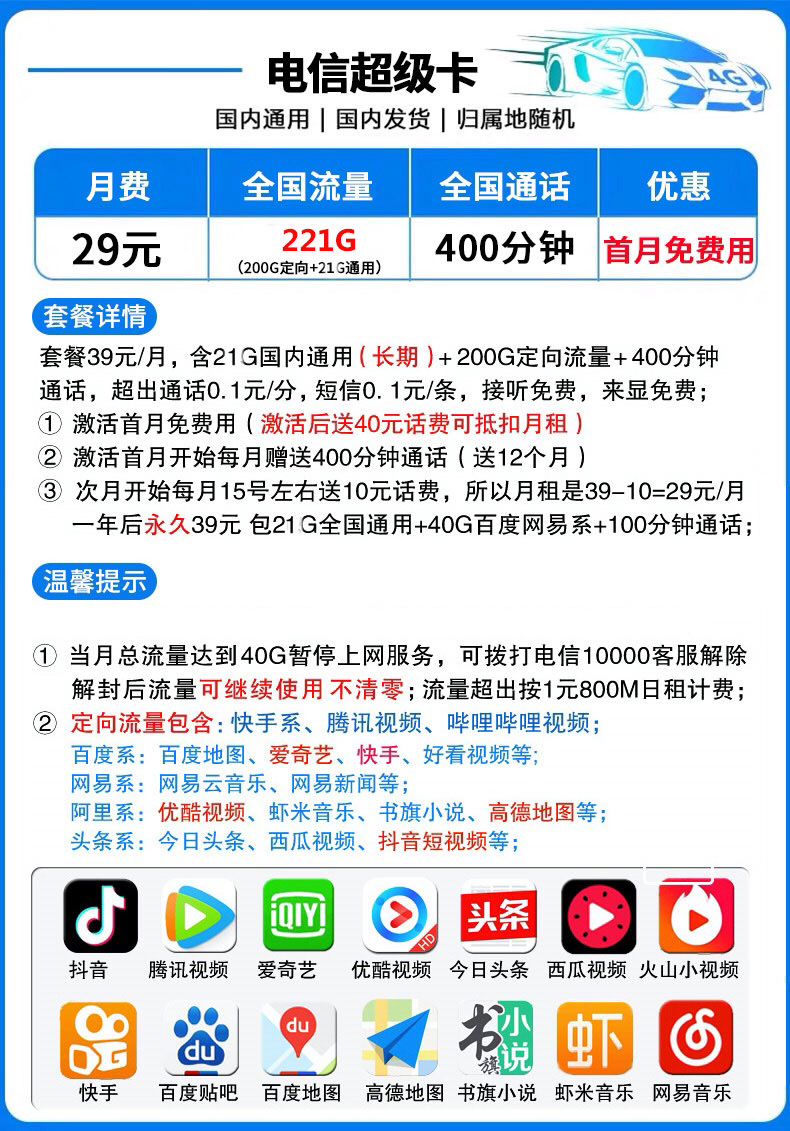 电信超级卡
4G
国内通用 | 国内发货 | 归属地随机
月费 全国流量 全国通话 优惠
29元 221G 400分钟 首月免费用
（200G定向+21G通用）
套餐详情
套餐39元/月，含21G国内通用（长期）+200G定向流量+400分钟
通话，超出通话0.1元/分，短信0.1元/条，接听免费，来显免费；
① 激活首月免费用（激活后送40元话费可抵扣月租）
② 激活首月开始每月赠送400分钟通话（送12个月）
③ 次月开始每月15号左右送10元话费，所以月租是39-10=29元/月
一年后永久39元 包21G全国通用+40G百度网易系+100分钟通话；
温馨提示
① 当月总流量达到40G暂停上网服务，可拨打电信10000客服解除
解封后流量可继续使用 不清零；流量超出按1元800M日租计费；
② 定向流量包含：快手系、腾讯视频、哔哩哔哩视频；
百度系：百度地图、爱奇艺、快手、好看视频等；
网易系：网易云音乐、网易新闻等；
阿里系：优酷视频、虾米音乐、书旗小说、高德地图等；
头条系：今日头条、西瓜视频、抖音短视频等；
iQIYI HD 头条
抖音 腾讯视频 爱奇艺 优酷视频 今日头条 西瓜视频 火山小视频
du du 书旗小说 虾
快手 百度贴吧 百度地图 高德地图 书旗小说 虾米音乐 网易音乐